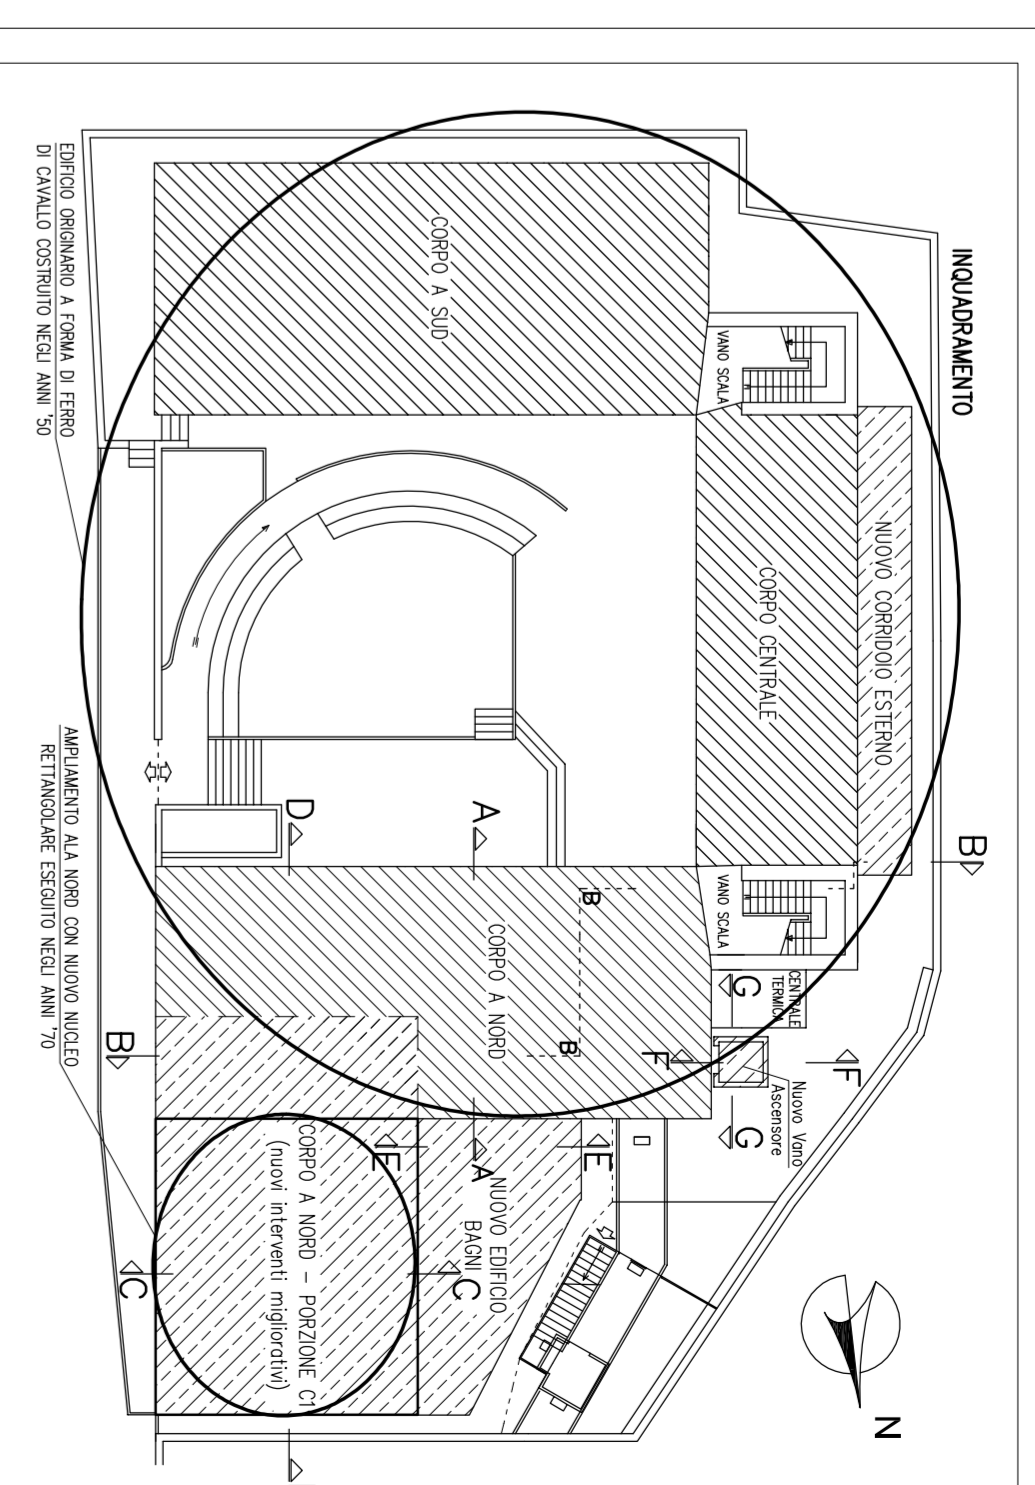 INQUADRAMENTO
EDIFICIO ORIGINARIO A FORMA DI FERRO
DI CAVALLO COSTRUITO NEGLI ANNI '50
CORPO A SUD
VANO SCALA
NUOVO CORRIDOIO ESTERNO
CORPO CENTRALE
AMPLIAMENTO ALA NORD CON NUOVO NUCLEO
RETTANGOLARE ESEGUITO NEGLI ANNI '70
B
D
A
VANO SCALA
B
CORPO A NORD
B
B
CENTRALE
TERMICA
G
F
F
Nuovo Vano
Ascensore
G
E
E
A
NUOVO EDIFICIO
BAGNI
CORPO A NORD - PORZIONE C1
(nuovi interventi migliorativi)
C
C
N